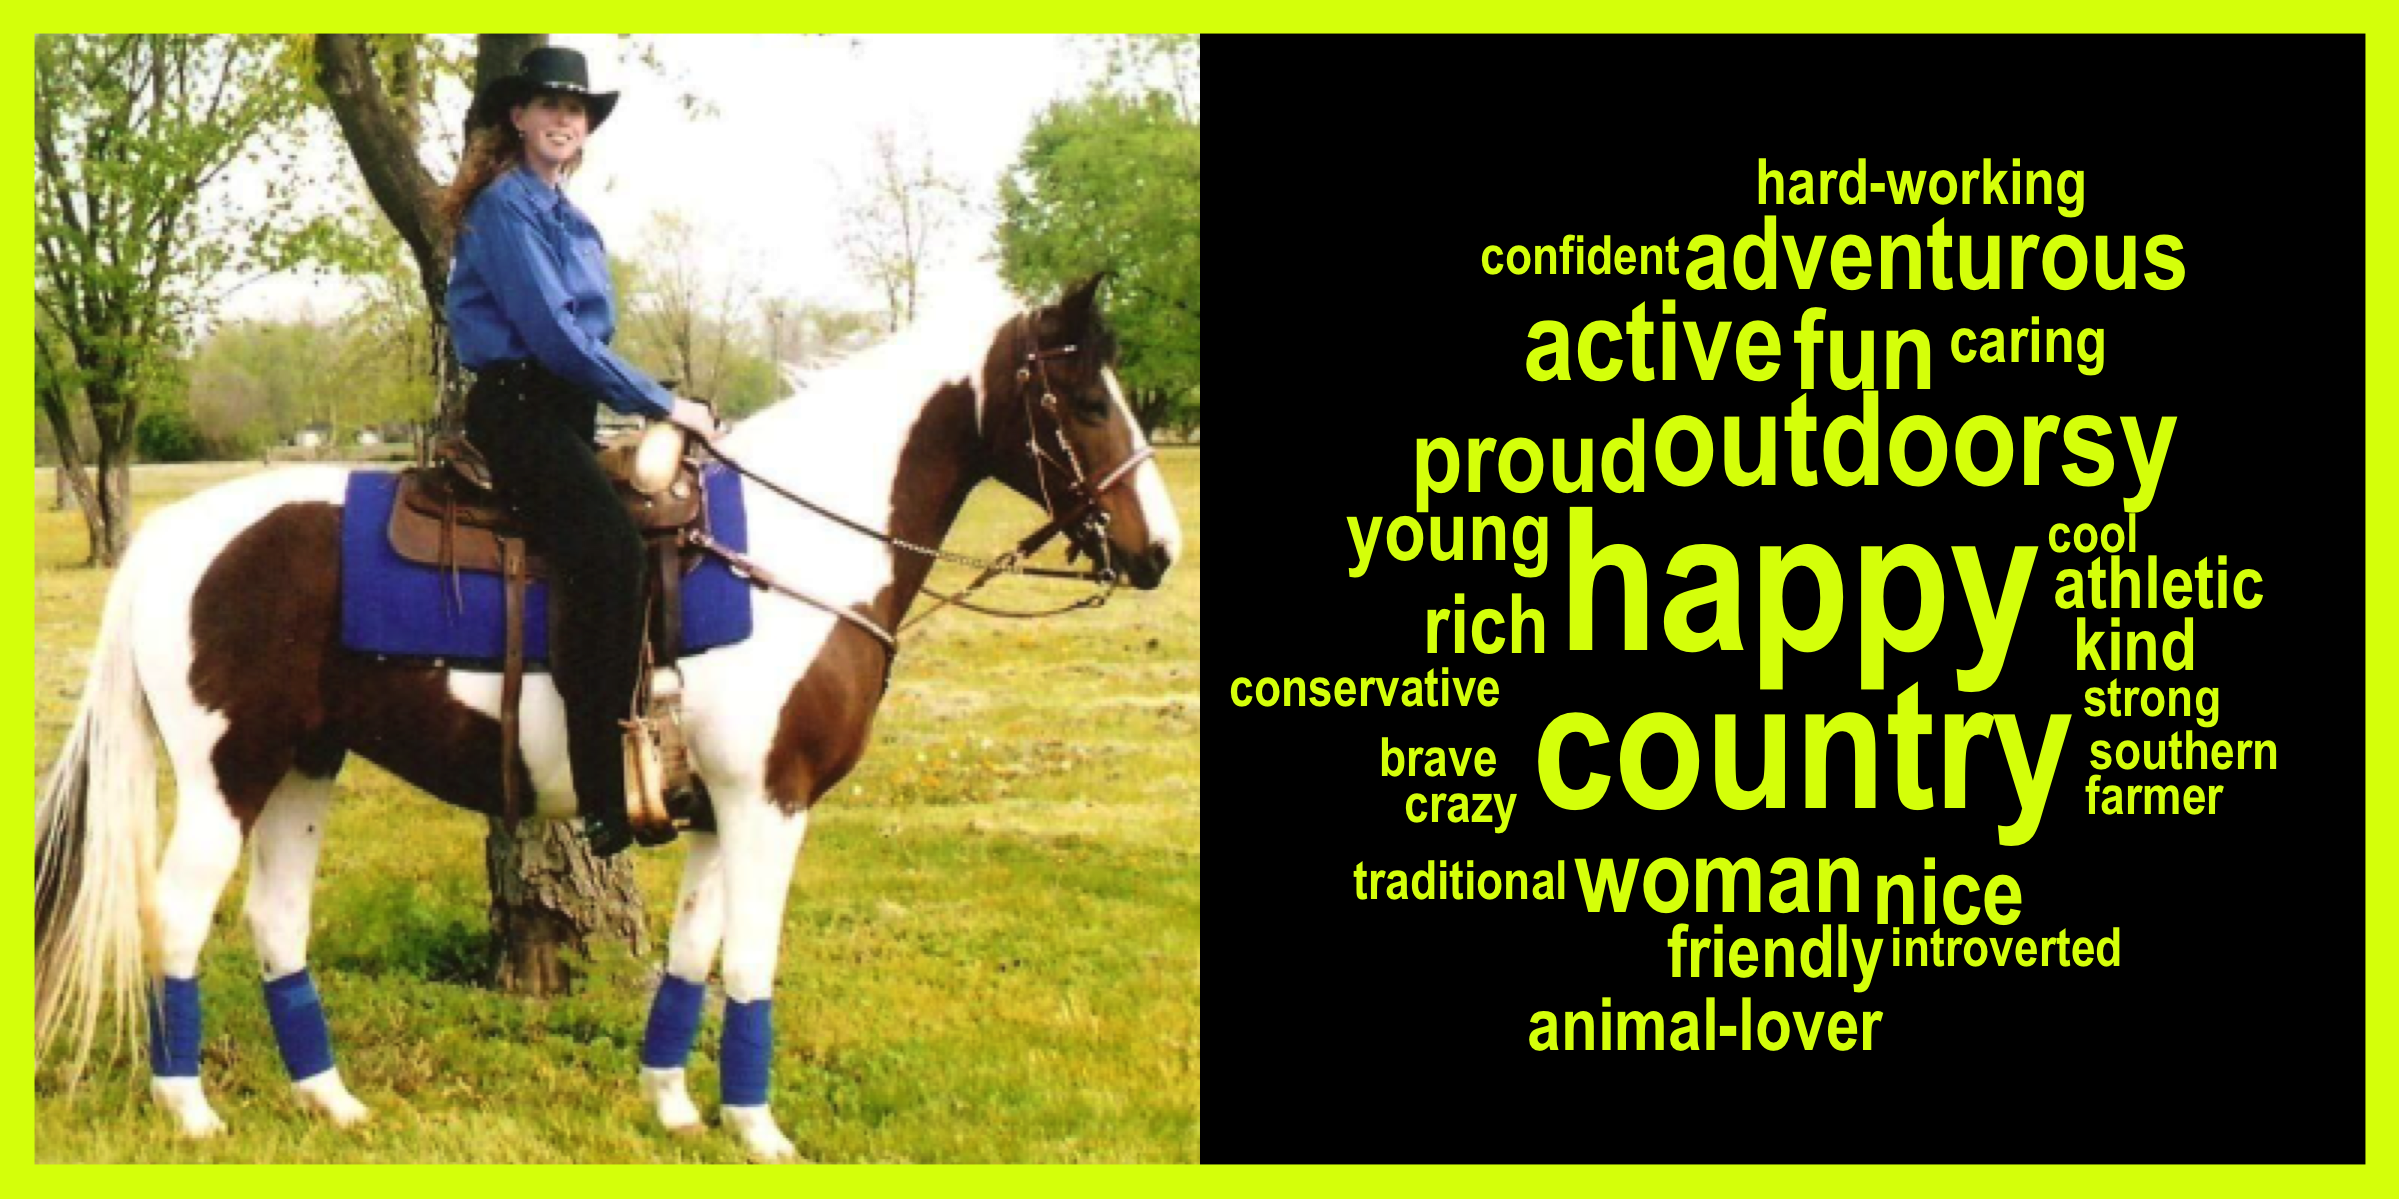 hard-working
confident adventurous
active fun caring
proud outdoorsy
young happy cool
athletic
rich kind
conservative strong
brave country southern
crazy farmer
traditional woman nice
friendly introverted
animal-lover